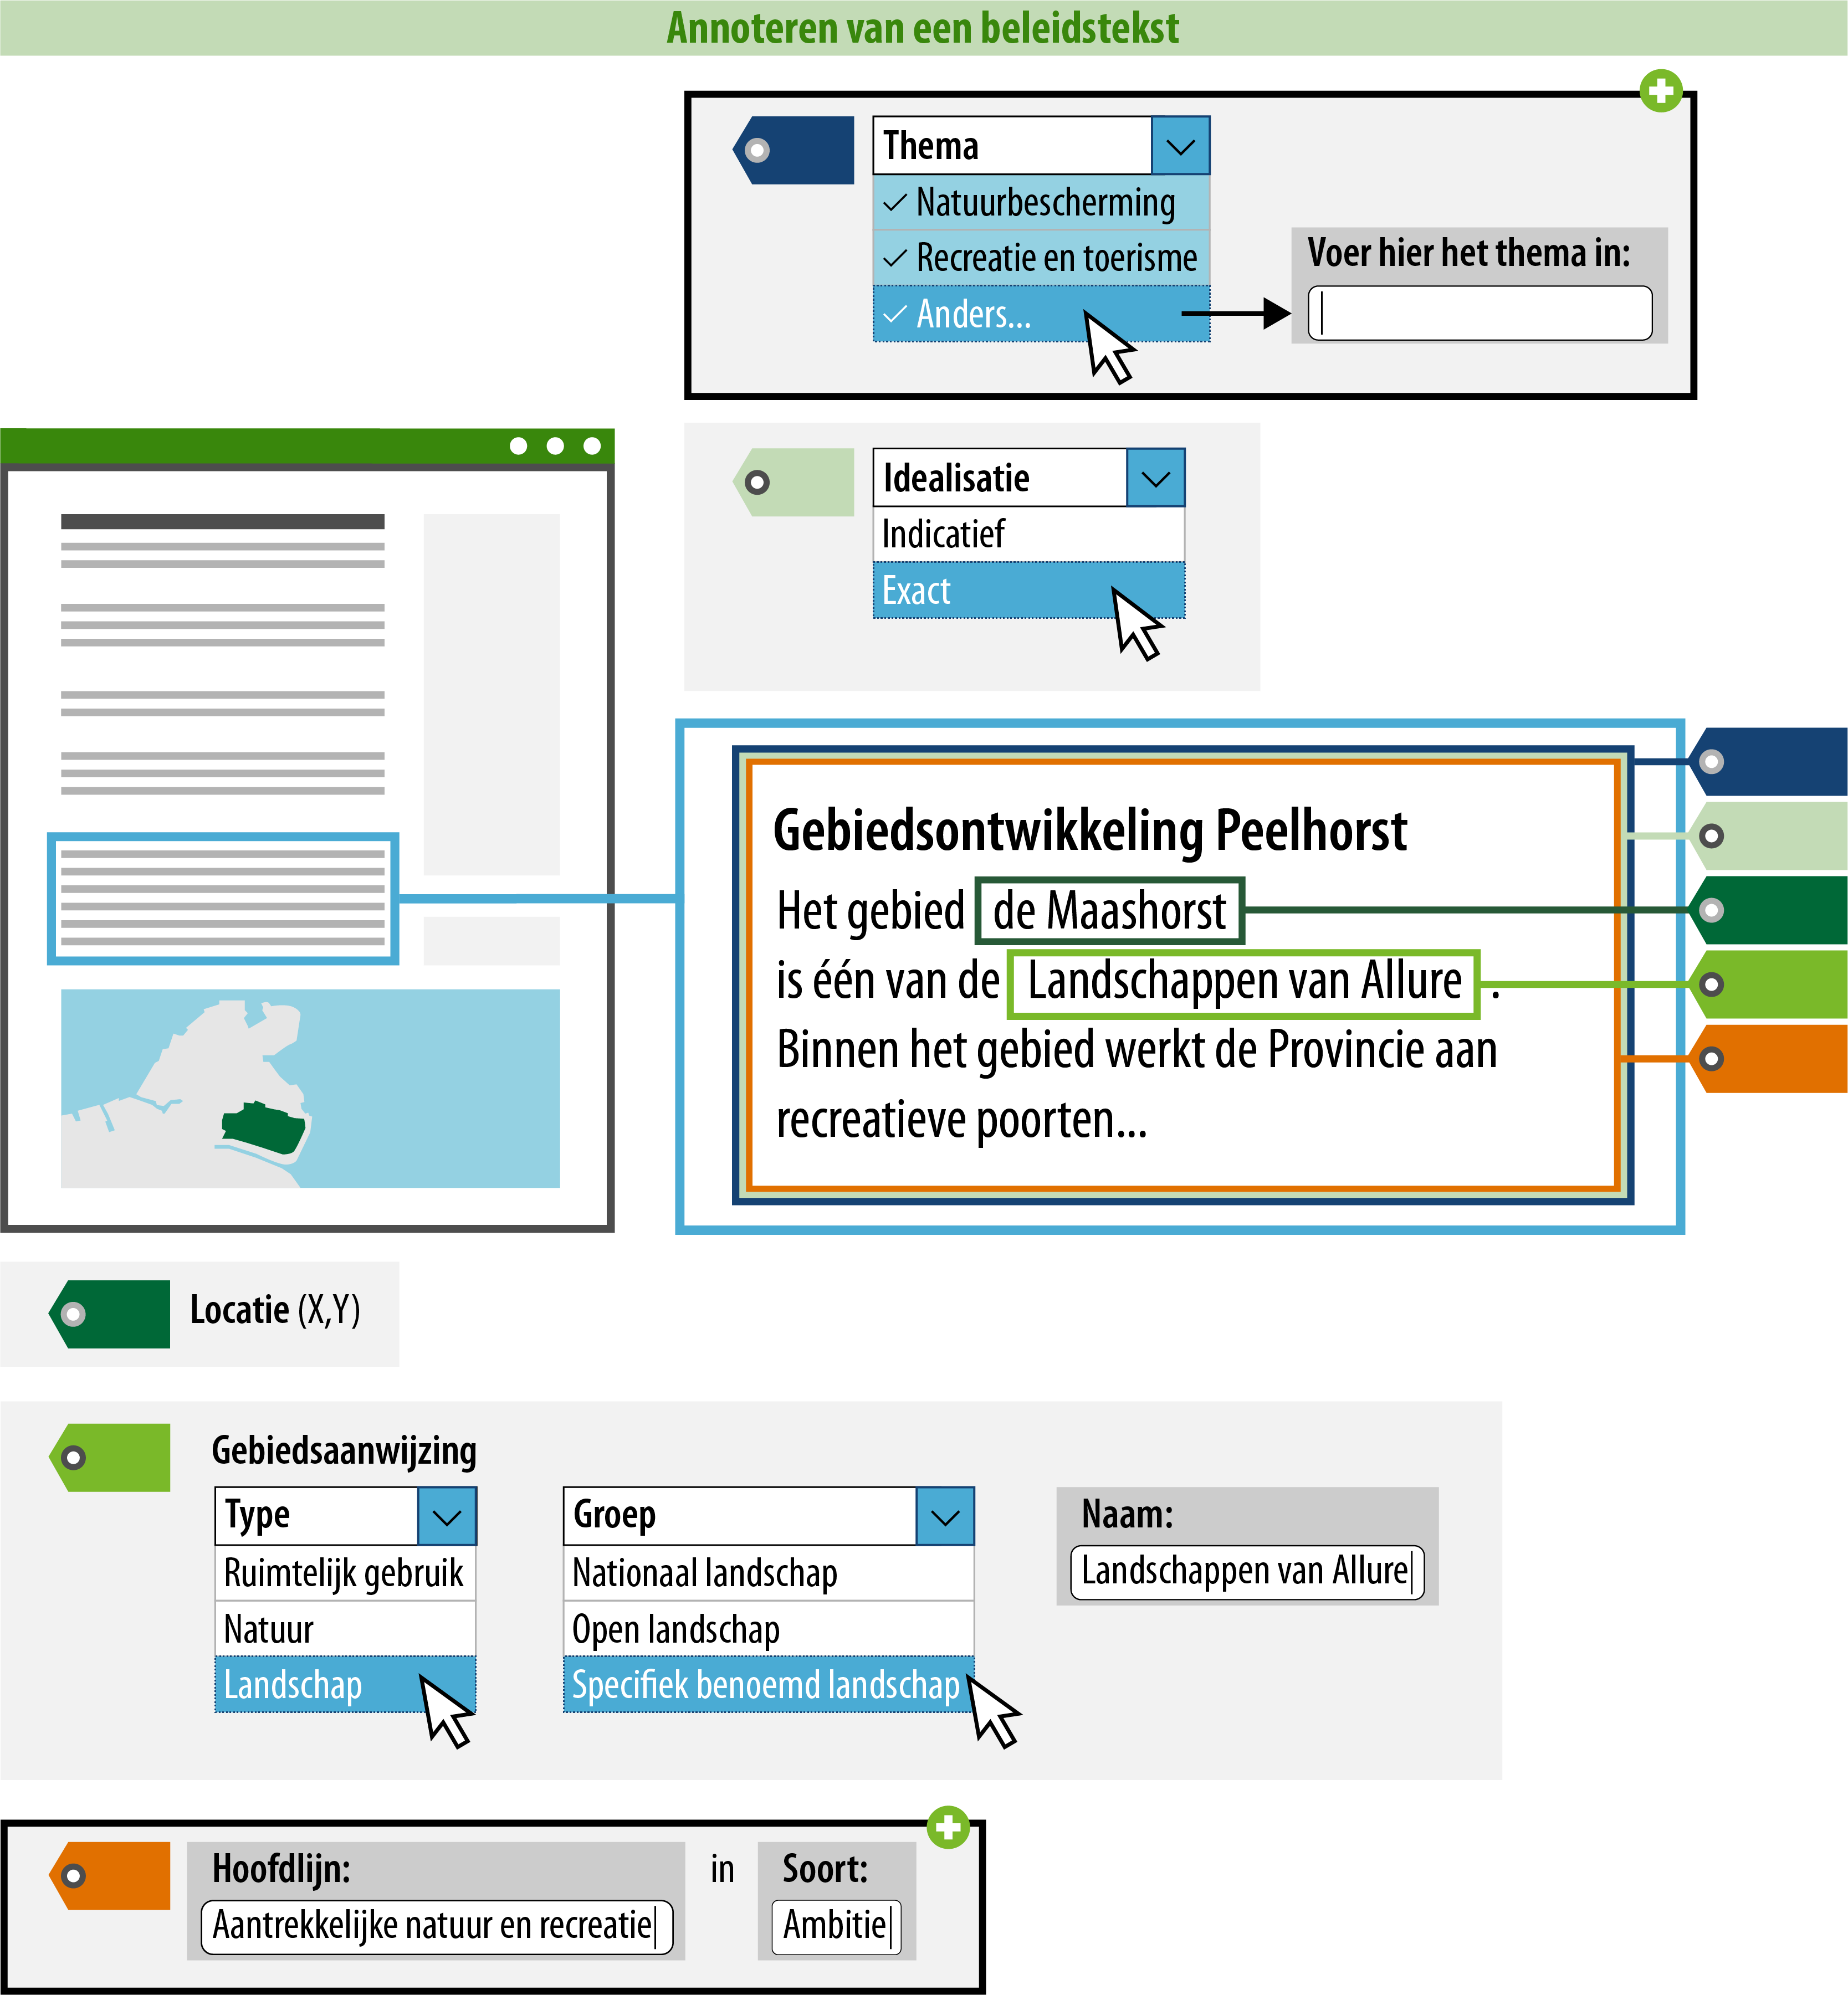 Annoteren van een beleidstekst
Thema
Natuurbescherming
Recreatie en toerisme
Anders...
Voer hier het thema in:
Idealisatie
Indicatief
Exact
Gebiedsontwikkeling Peelhorst
Het gebied de Maashorst
is één van de Landschappen van Allure .
Binnen het gebied werkt de Provincie aan
recreatieve poorten...
Locatie (X,Y)
Gebiedsaanwijzing
Type
Ruimtelijk gebruik
Natuur
Landschap
Groep
Nationaal landschap
Open landschap
Specifiek benoemd landschap
Naam:
Landschappen van Allure
Hoofdlijn:
Aantrekkelijke natuur en recreatie
in
Soort:
Ambitie